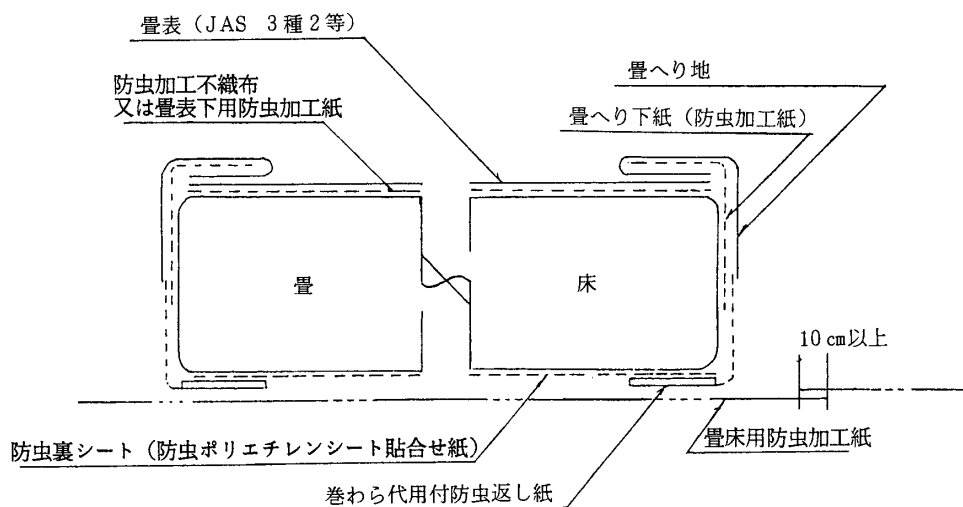 畳表（JAS 3種2等）
防虫加工不織布
又は畳表下用防虫加工紙
畳へり地
畳へり下紙（防虫加工紙）
畳
床
10cm以上
防虫裏シート（防虫ポリエチレンシート貼合せ紙）
畳床用防虫加工紙
巻わら代用付防虫返し紙